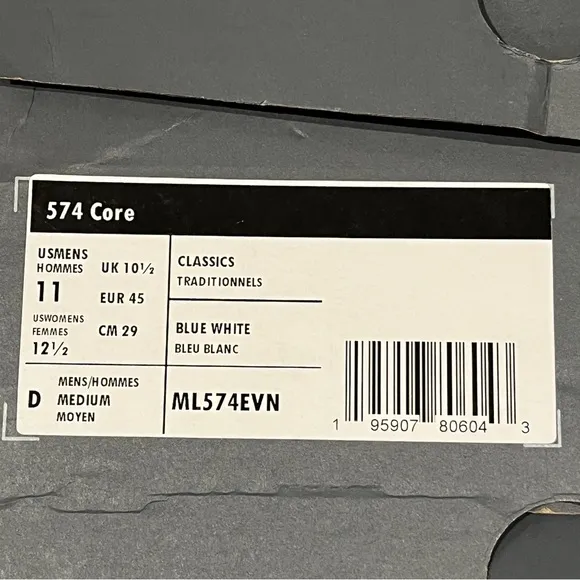 574 Core
USMENS
HOMMES
11
UK 10½
EUR 45
CM 29
USWOMENS
FEMMES
12½
CLASSICS
TRADITIONNELS
BLUE WHITE
BLEU BLANC
D
MENS/HOMMES
MEDIUM
MOYEN
ML574EVN
1 95907 80604 3